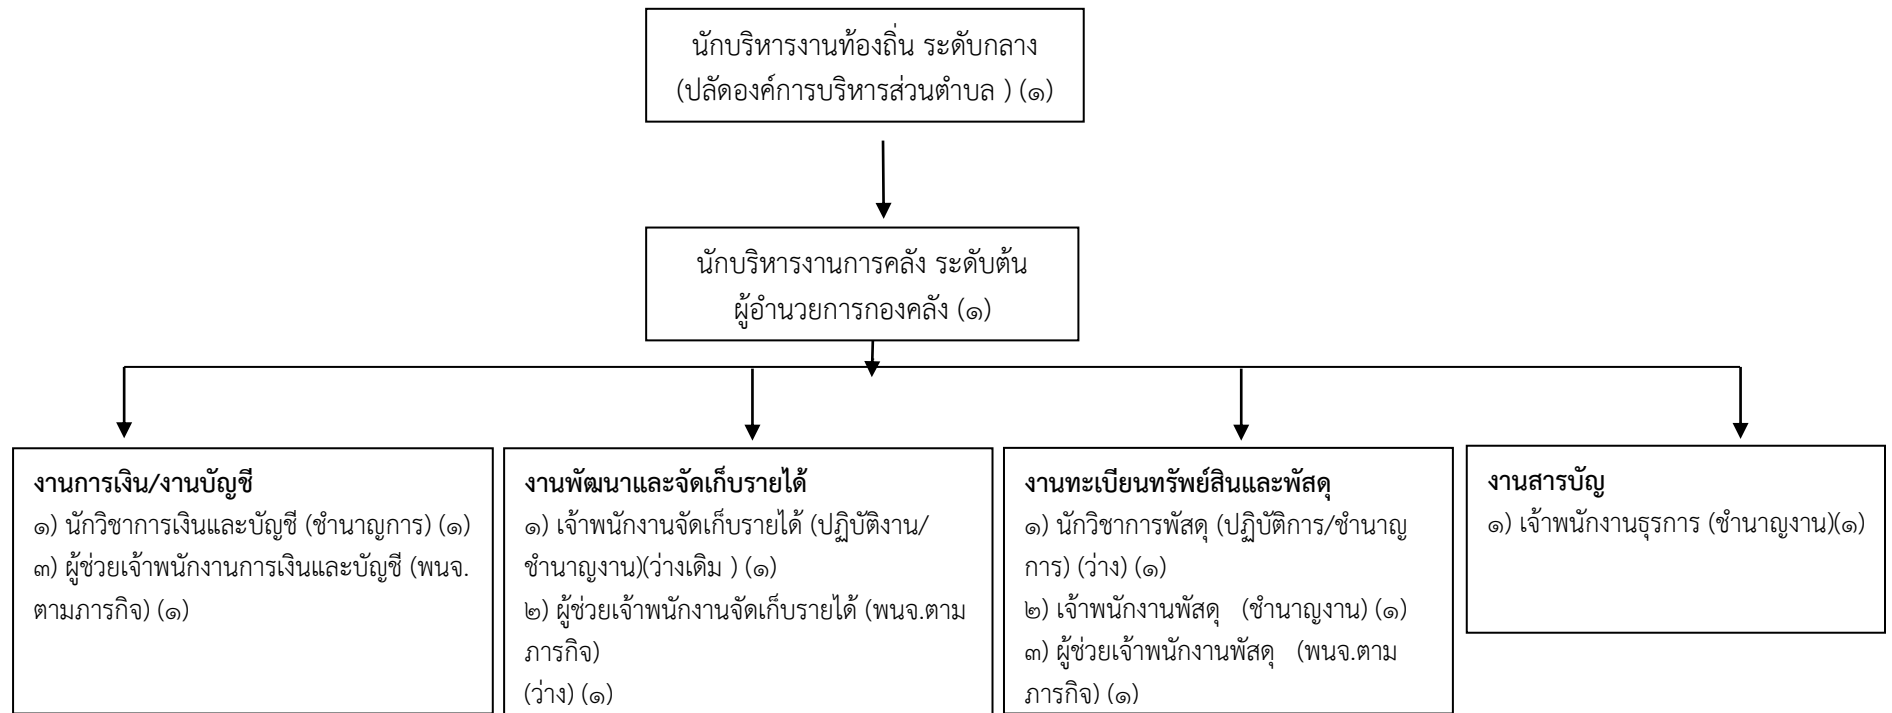 นักบริหารงานท้องถิ่น ระดับกลาง
(ปลัดองค์การบริหารส่วนตำบล ) (๑)
นักบริหารงานการคลัง ระดับต้น
ผู้อำนวยการกองคลัง (๑)
งานการเงิน/งานบัญชี
๑) นักวิชาการเงินและบัญชี (ชำนาญการ) (๑)
๓) ผู้ช่วยเจ้าพนักงานการเงินและบัญชี (พนจ.
ตามภารกิจ) (๑)
งานพัฒนาและจัดเก็บรายได้
๑) เจ้าพนักงานจัดเก็บรายได้ (ปฏิบัติงาน/
ชำนาญงาน)(ว่างเดิม ) (๑)
๒) ผู้ช่วยเจ้าพนักงานจัดเก็บรายได้ (พนจ.ตาม
ภารกิจ)
(ว่าง) (๑)
งานทะเบียนทรัพย์สินและพัสดุ
๑) นักวิชาการพัสดุ (ปฏิบัติการ/ชำนาญ
การ) (ว่าง) (๑)
๒) เจ้าพนักงานพัสดุ (ชำนาญงาน) (๑)
๓) ผู้ช่วยเจ้าพนักงานพัสดุ (พนจ.ตาม
ภารกิจ) (๑)
งานสารบัญ
๑) เจ้าพนักงานธุรการ (ชำนาญงาน)(๑)